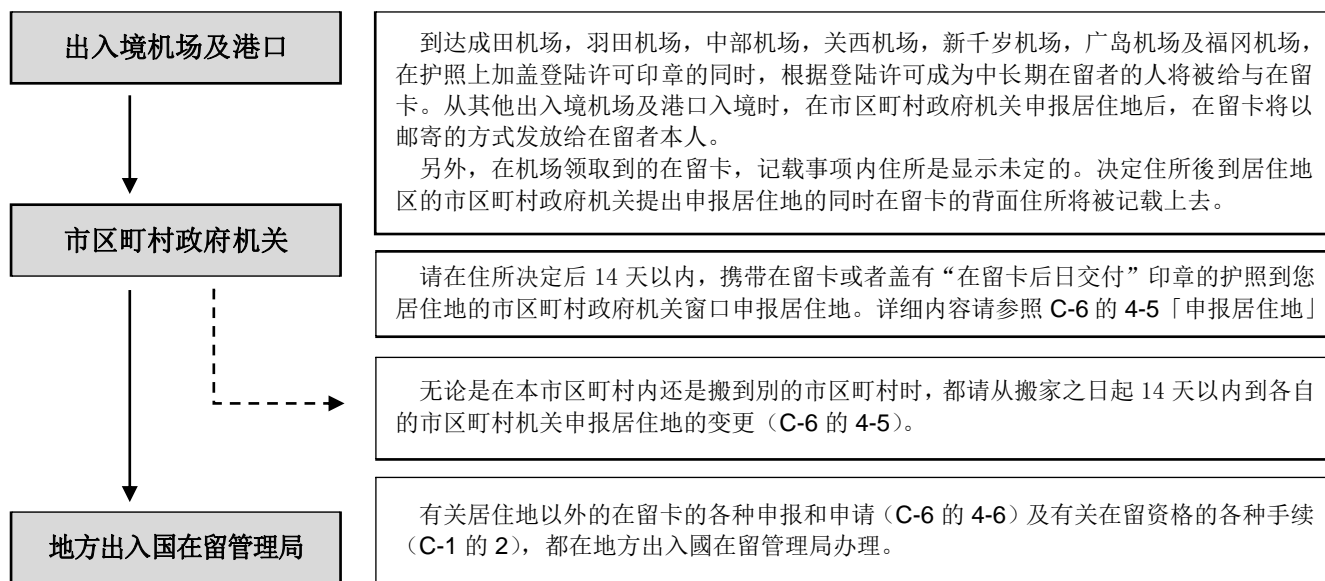 出入境机场及港口
到达成田机场，羽田机场，中部机场，关西机场，新千岁机场，广岛机场及福冈机场，
在护照上加盖登陆许可印章的同时，根据登陆许可成为中长期在留者的人将被给与在留
卡。从其他出入境机场及港口入境时，在市区町村政府机关申报居住地后，在留卡将以
邮寄的方式发放给在留者本人。
另外，在机场领取到的在留卡，记载事项内住所是显示未定的。决定住所後到居住地
区的市区町村政府机关提出申报居住地的同时在留卡的背面住所将被记载上去。
市区町村政府机关
请在住所决定后 14 天以内，携带在留卡或者盖有“在留卡后日交付”印章的护照到您
居住地的市区町村政府机关窗口申报居住地。详细内容请参照 C-6 的 4-5「申报居住地」
无论是在本市区町村内还是搬到別的市区町村时，都请从搬家之日起 14 天以内到各自
的市区町村机关申报居住地的变更（C-6 的 4-5）。
地方出入国在留管理局
有关居住地以外的在留卡的各种申报和申请（C-6 的 4-6）及有关在留资格的各种手续
（C-1 的 2），都在地方出入國在留管理局办理。